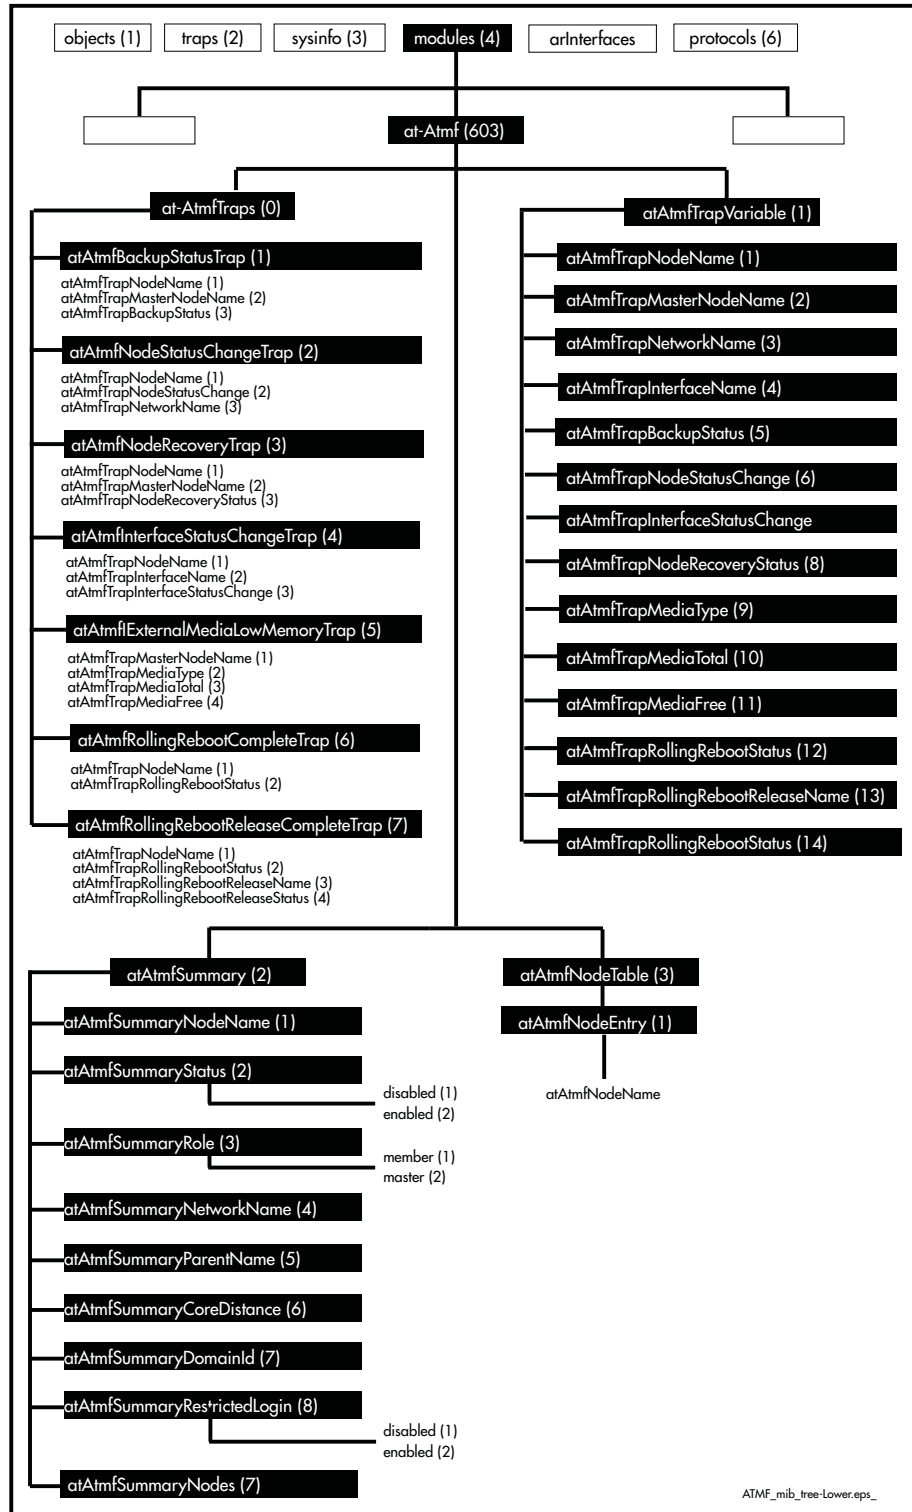 objects (1) traps (2) sysinfo (3) modules (4) arInterfaces protocols (6)
at-Atmf (603)
at-AtmfTraps (0)
atAtmfBackupStatusTrap (1)
atAtmfTrapNodeName (1)
atAtmfTrapMasterNodeName (2)
atAtmfTrapBackupStatus (3)
atAtmfNodeStatusChangeTrap (2)
atAtmfTrapNodeName (1)
atAtmfTrapNodeStatusChange (2)
atAtmfTrapNetworkName (3)
atAtmfNodeRecoveryTrap (3)
atAtmfTrapNodeName (1)
atAtmfTrapMasterNodeName (2)
atAtmfTrapNodeRecoveryStatus (3)
atAtmfInterfaceStatusChangeTrap (4)
atAtmfTrapNodeName (1)
atAtmfTrapInterfaceName (2)
atAtmfTrapInterfaceStatusChange (3)
atAtmflExternalMediaLowMemoryTrap (5)
atAtmfTrapMasterNodeName (1)
atAtmfTrapMediaType (2)
atAtmfTrapMediaTotal (3)
atAtmfTrapMediaFree (4)
atAtmfRollingRebootCompleteTrap (6)
atAtmfTrapNodeName (1)
atAtmfTrapRollingRebootStatus (2)
atAtmfRollingRebootReleaseCompleteTrap (7)
atAtmfTrapNodeName (1)
atAtmfTrapRollingRebootStatus (2)
atAtmfTrapRollingRebootReleaseName (3)
atAtmfTrapRollingRebootReleaseStatus (4)
atAtmfTrapVariable (1)
atAtmfTrapNodeName (1)
atAtmfTrapMasterNodeName (2)
atAtmfTrapNetworkName (3)
atAtmfTrapInterfaceName (4)
atAtmfTrapBackupStatus (5)
atAtmfTrapNodeStatusChange (6)
atAtmfTrapInterfaceStatusChange
atAtmfTrapNodeRecoveryStatus (8)
atAtmfTrapMediaType (9)
atAtmfTrapMediaTotal (10)
atAtmfTrapMediaFree (11)
atAtmfTrapRollingRebootStatus (12)
atAtmfTrapRollingRebootReleaseName (13)
atAtmfTrapRollingRebootStatus (14)
atAtmfSummary (2)
atAtmfSummaryNodeName (1)
atAtmfSummaryStatus (2)
disabled (1)
enabled (2)
atAtmfSummaryRole (3)
member (1)
master (2)
atAtmfSummaryNetworkName (4)
atAtmfSummaryParentName (5)
atAtmfSummaryCoreDistance (6)
atAtmfSummaryDomainId (7)
atAtmfSummaryRestrictedLogin (8)
disabled (1)
enabled (2)
atAtmfSummaryNodes (7)
atAtmfNodeTable (3)
atAtmfNodeEntry (1)
atAtmfNodeName
ATMF_mib_tree-Lower.eps_